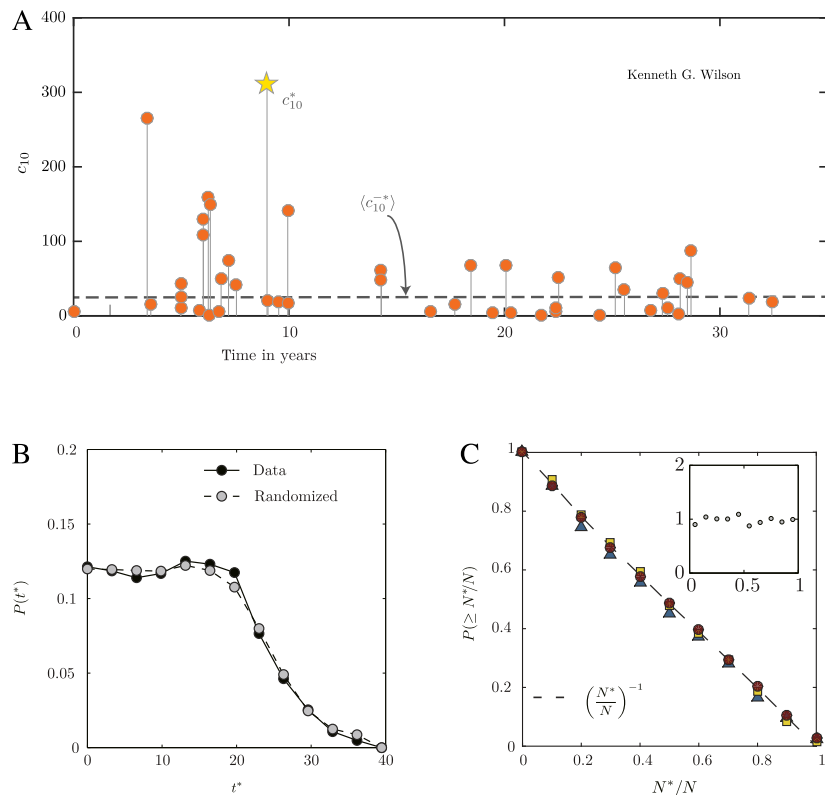 A
400
300
200
100
0
c₁₀
Kenneth G. Wilson
c*₁₀
⟨c₁₀⁻*⟩
0 10 20 30
Time in years
B
0.2
0.15
0.1
0.05
0
P(t*)
Data
Randomized
0 10 20 30 40
t*
C
1
0.8
0.6
0.4
0.2
0
P(≥ N*/N)
2
1
0
0 0.5 1
(N*/N)⁻¹
0 0.2 0.4 0.6 0.8 1
N*/N